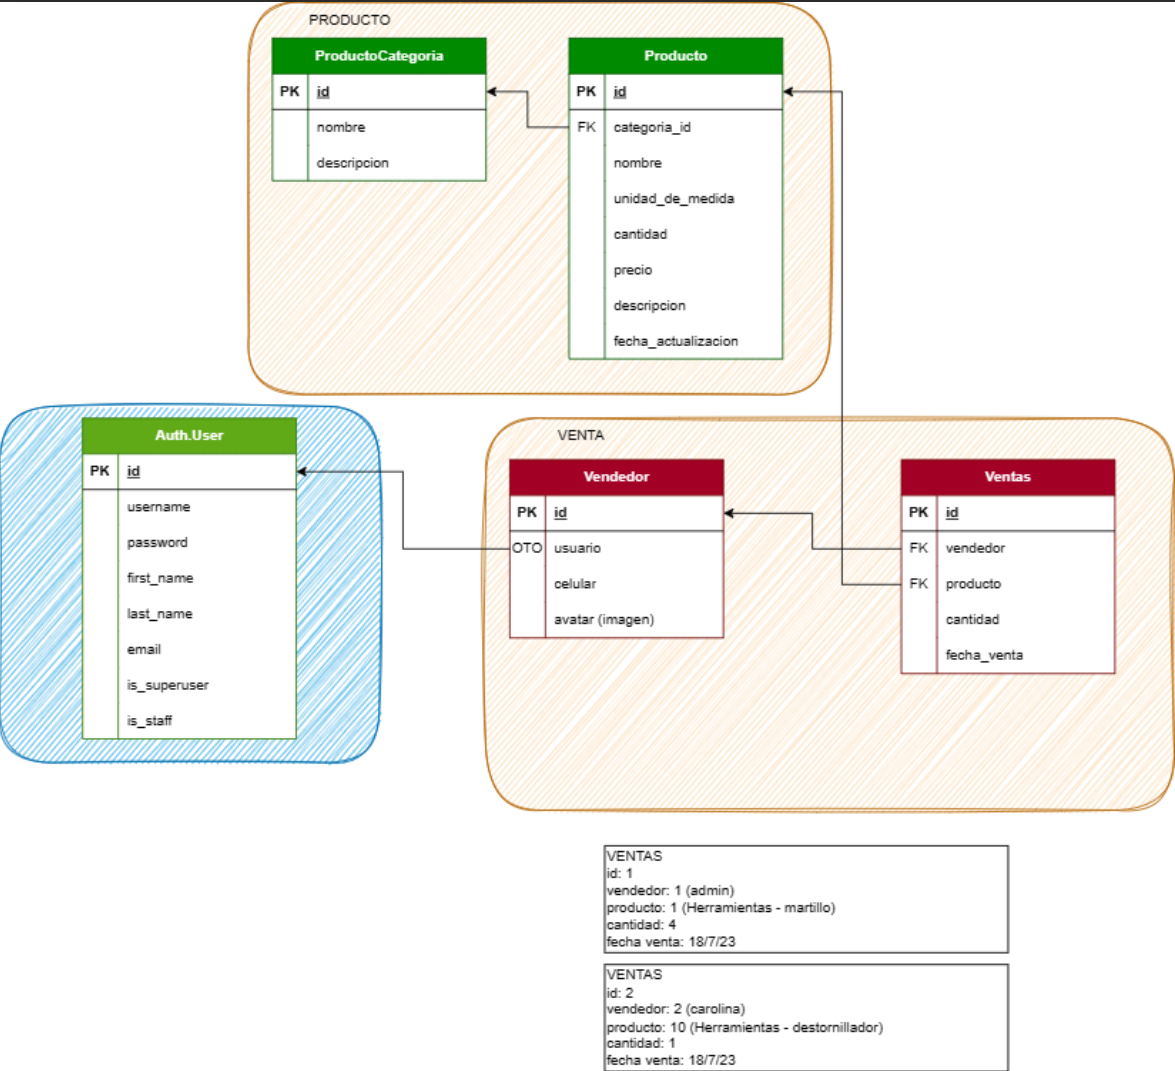 PRODUCTO
ProductoCategoria
PK id
nombre
descripcion
Producto
PK id
FK categoria_id
nombre
unidad_de_medida
cantidad
precio
descripcion
fecha_actualizacion
Auth.User
PK id
username
password
first_name
last_name
email
is_superuser
is_staff
VENTA
Vendedor
PK id
OTO usuario
celular
avatar (imagen)
Ventas
PK id
FK vendedor
FK producto
cantidad
fecha_venta
VENTAS
id: 1
vendedor: 1 (admin)
producto: 1 (Herramientas - martillo)
cantidad: 4
fecha venta: 18/7/23
VENTAS
id: 2
vendedor: 2 (carolina)
producto: 10 (Herramientas - destornillador)
cantidad: 1
fecha venta: 18/7/23